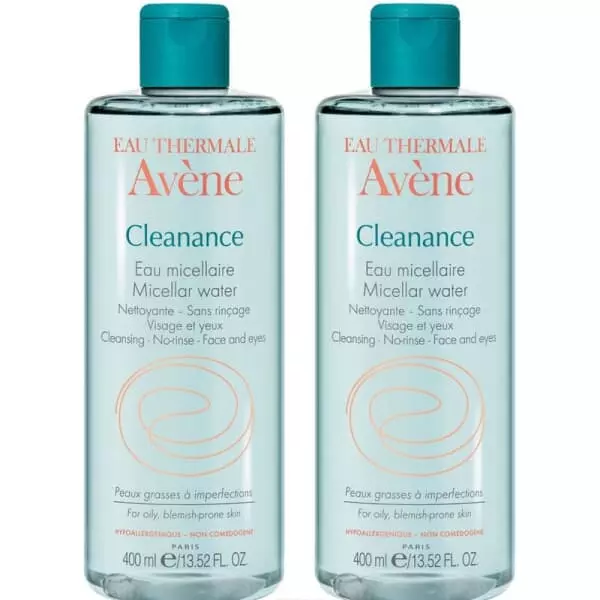 EAU THERMALE
Avène
Cleanance
Eau micellaire
Micellar water
Nettoyante - Sans rinçage
Visage et yeux
Cleansing · No-rinse - Face and eyes
Peaux grasses à imperfections
For oily, blemish-prone skin
HYPOALLERGÉNIQUE - NON COMÉDOGÈNE
PARIS
400 ml e/13.52 FL. OZ.
EAU THERMALE
Avène
Cleanance
Eau micellaire
Micellar water
Nettoyante - Sans rinçage
Visage et yeux
Cleansing · No-rinse - Face and eyes
Peaux grasses à imperfections
For oily, blemish-prone skin
HYPOALLERGÉNIQUE - NON COMÉDOGÈNE
PARIS
400 ml e/13.52 FL. OZ.